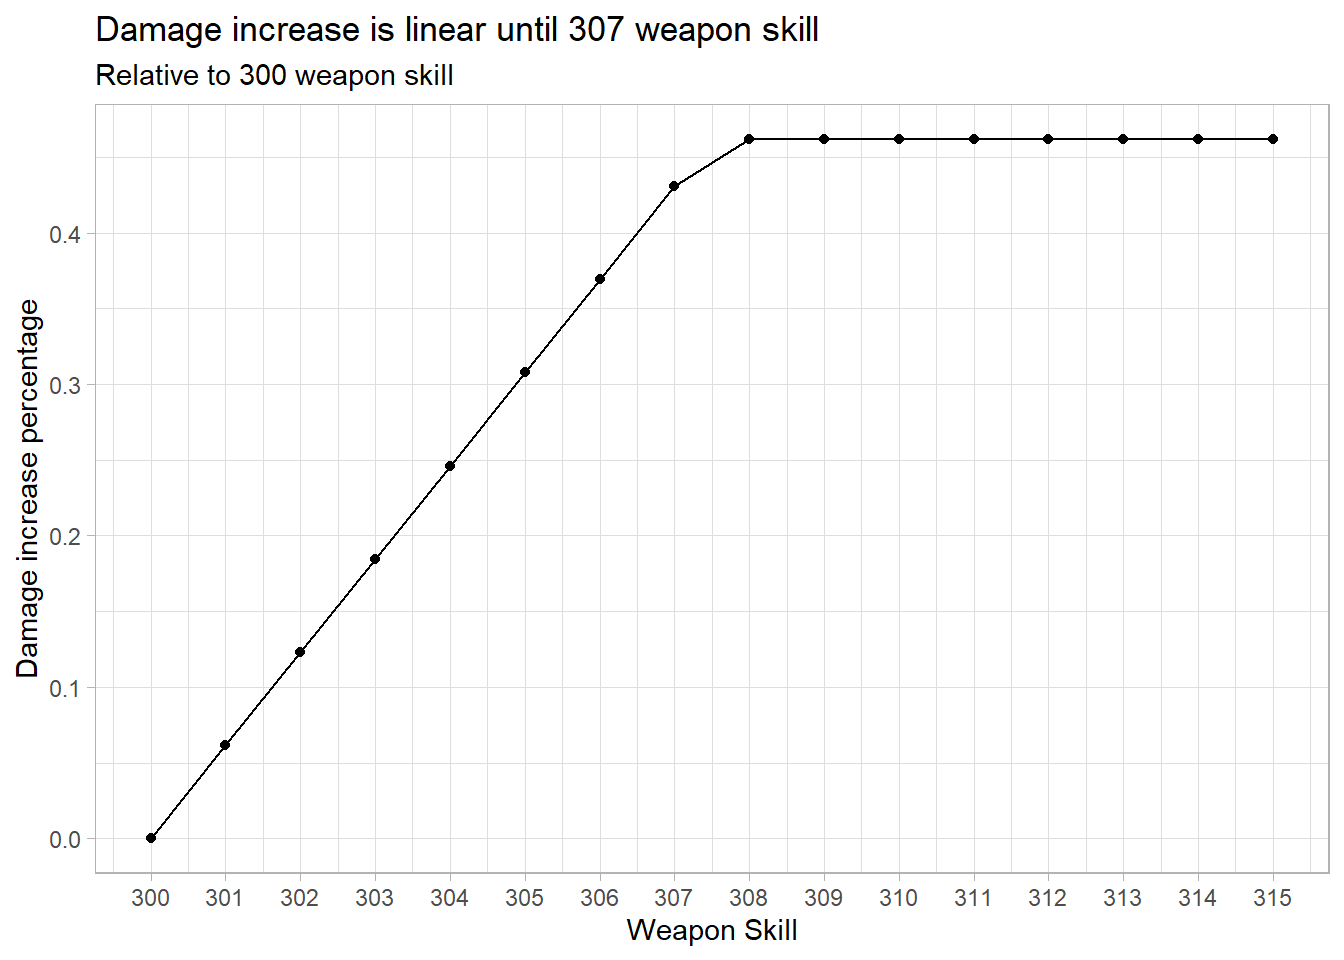 Damage increase is linear until 307 weapon skill
Relative to 300 weapon skill
Damage increase percentage
0.4
0.3
0.2
0.1
0.0
300 301 302 303 304 305 306 307 308 309 310 311 312 313 314 315
Weapon Skill